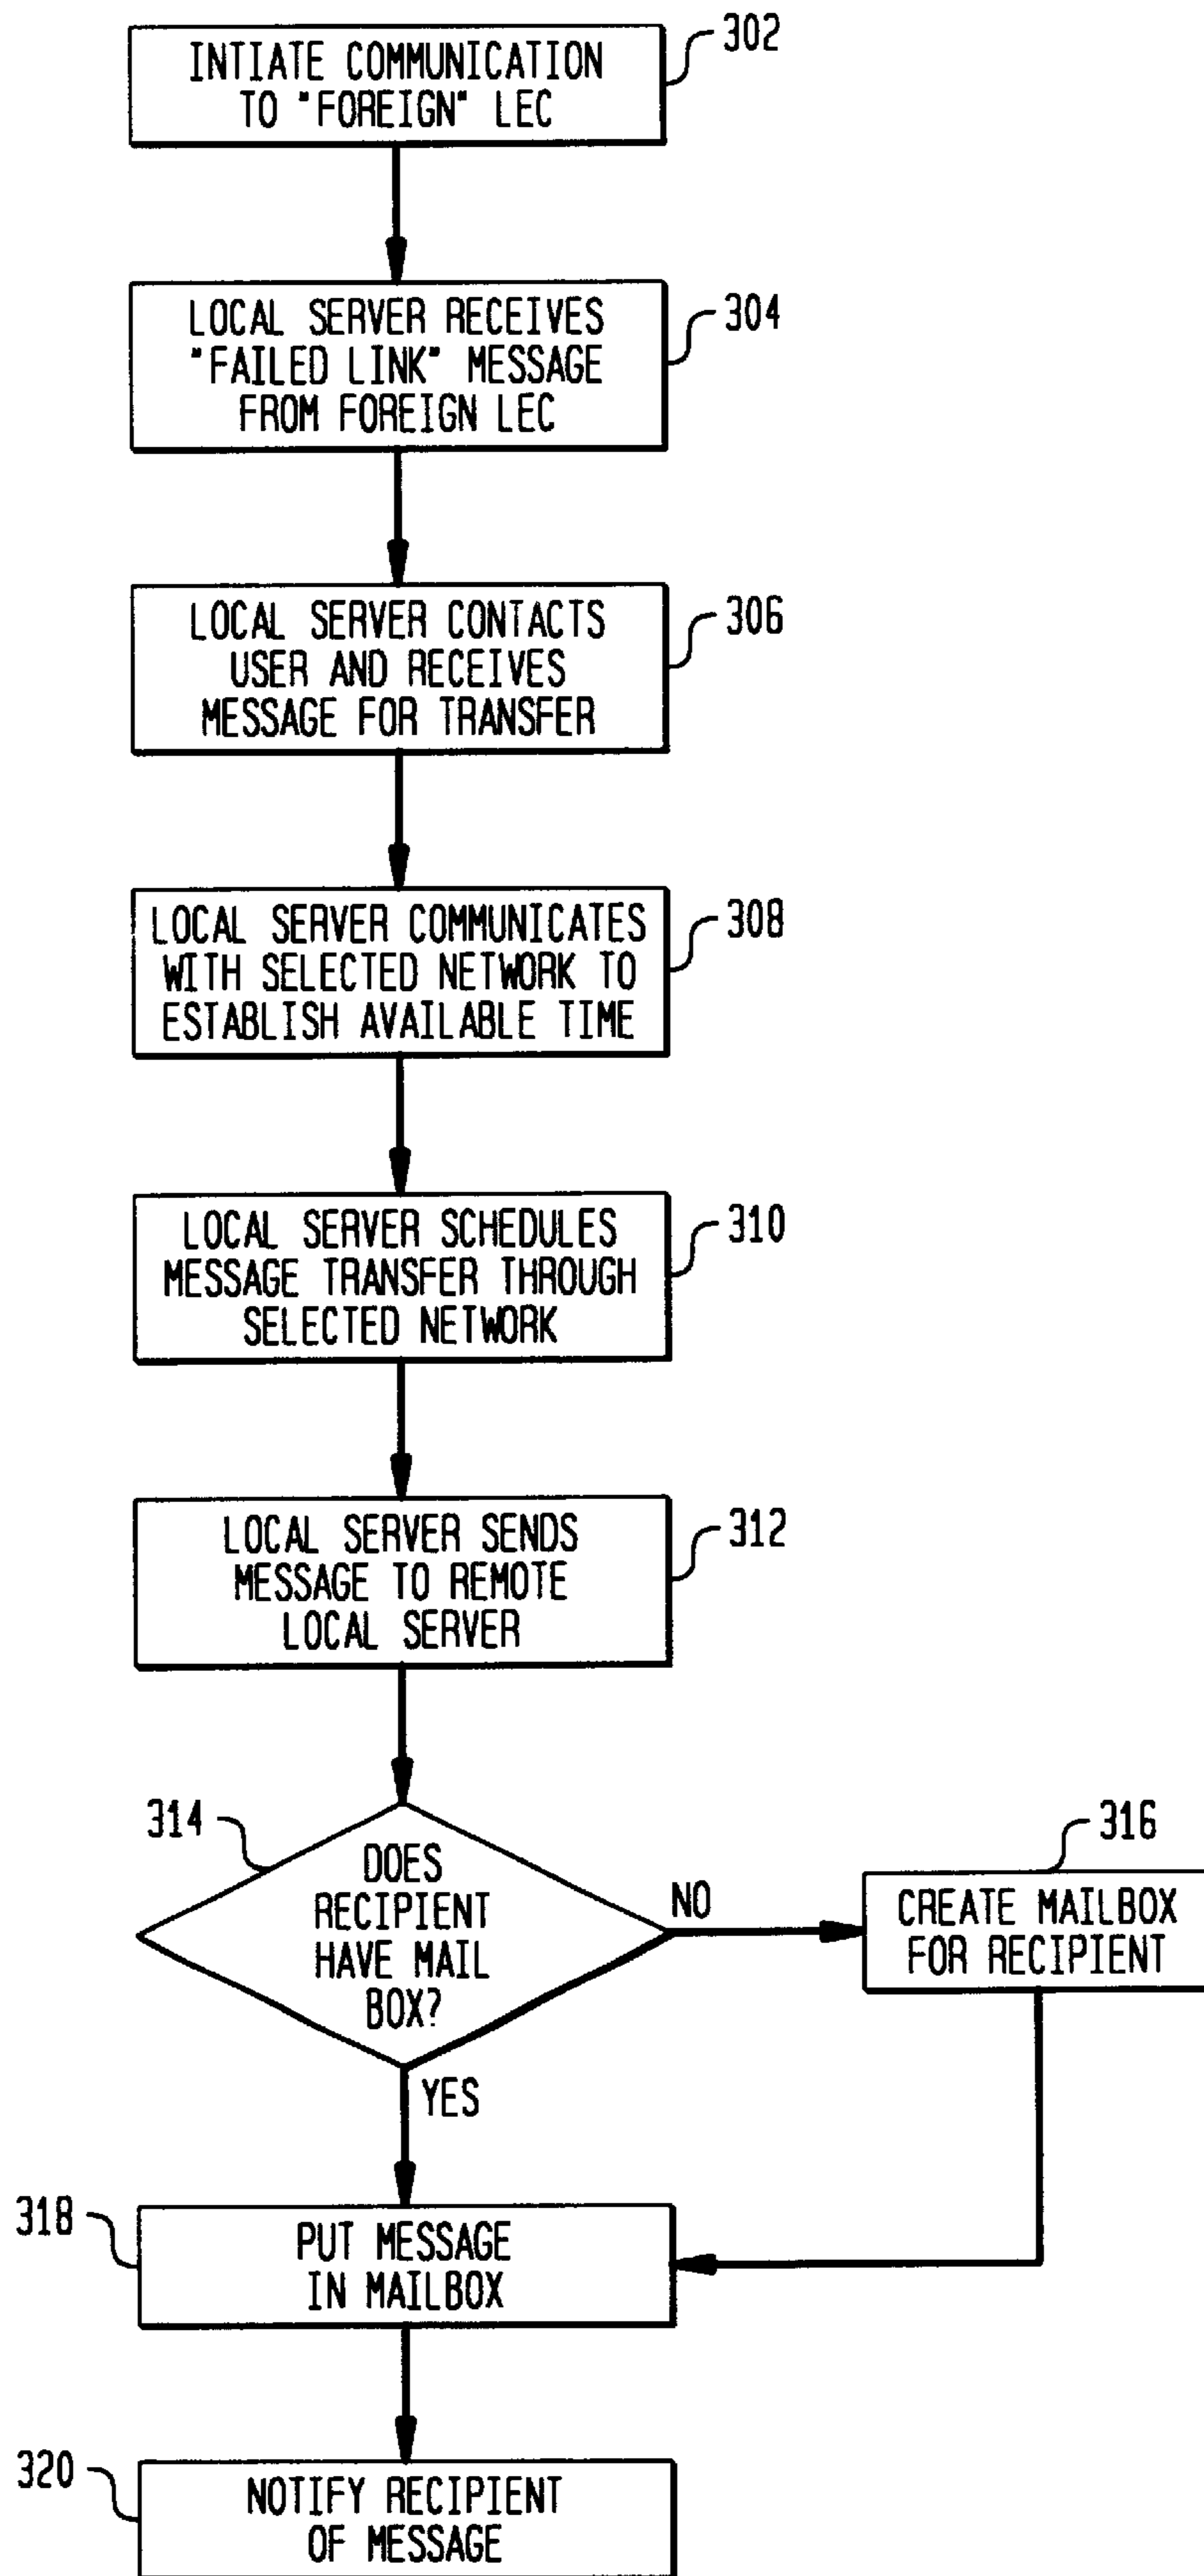 INTIATE COMMUNICATION
TO "FOREIGN" LEC
302
LOCAL SERVER RECEIVES
"FAILED LINK" MESSAGE
FROM FOREIGN LEC
304
LOCAL SERVER CONTACTS
USER AND RECEIVES
MESSAGE FOR TRANSFER
306
LOCAL SERVER COMMUNICATES
WITH SELECTED NETWORK TO
ESTABLISH AVAILABLE TIME
308
LOCAL SERVER SCHEDULES
MESSAGE TRANSFER THROUGH
SELECTED NETWORK
310
LOCAL SERVER SENDS
MESSAGE TO REMOTE
LOCAL SERVER
312
314
DOES
RECIPIENT
HAVE MAIL
BOX?
NO
316
CREATE MAILBOX
FOR RECIPIENT
YES
318
PUT MESSAGE
IN MAILBOX
320
NOTIFY RECIPIENT
OF MESSAGE